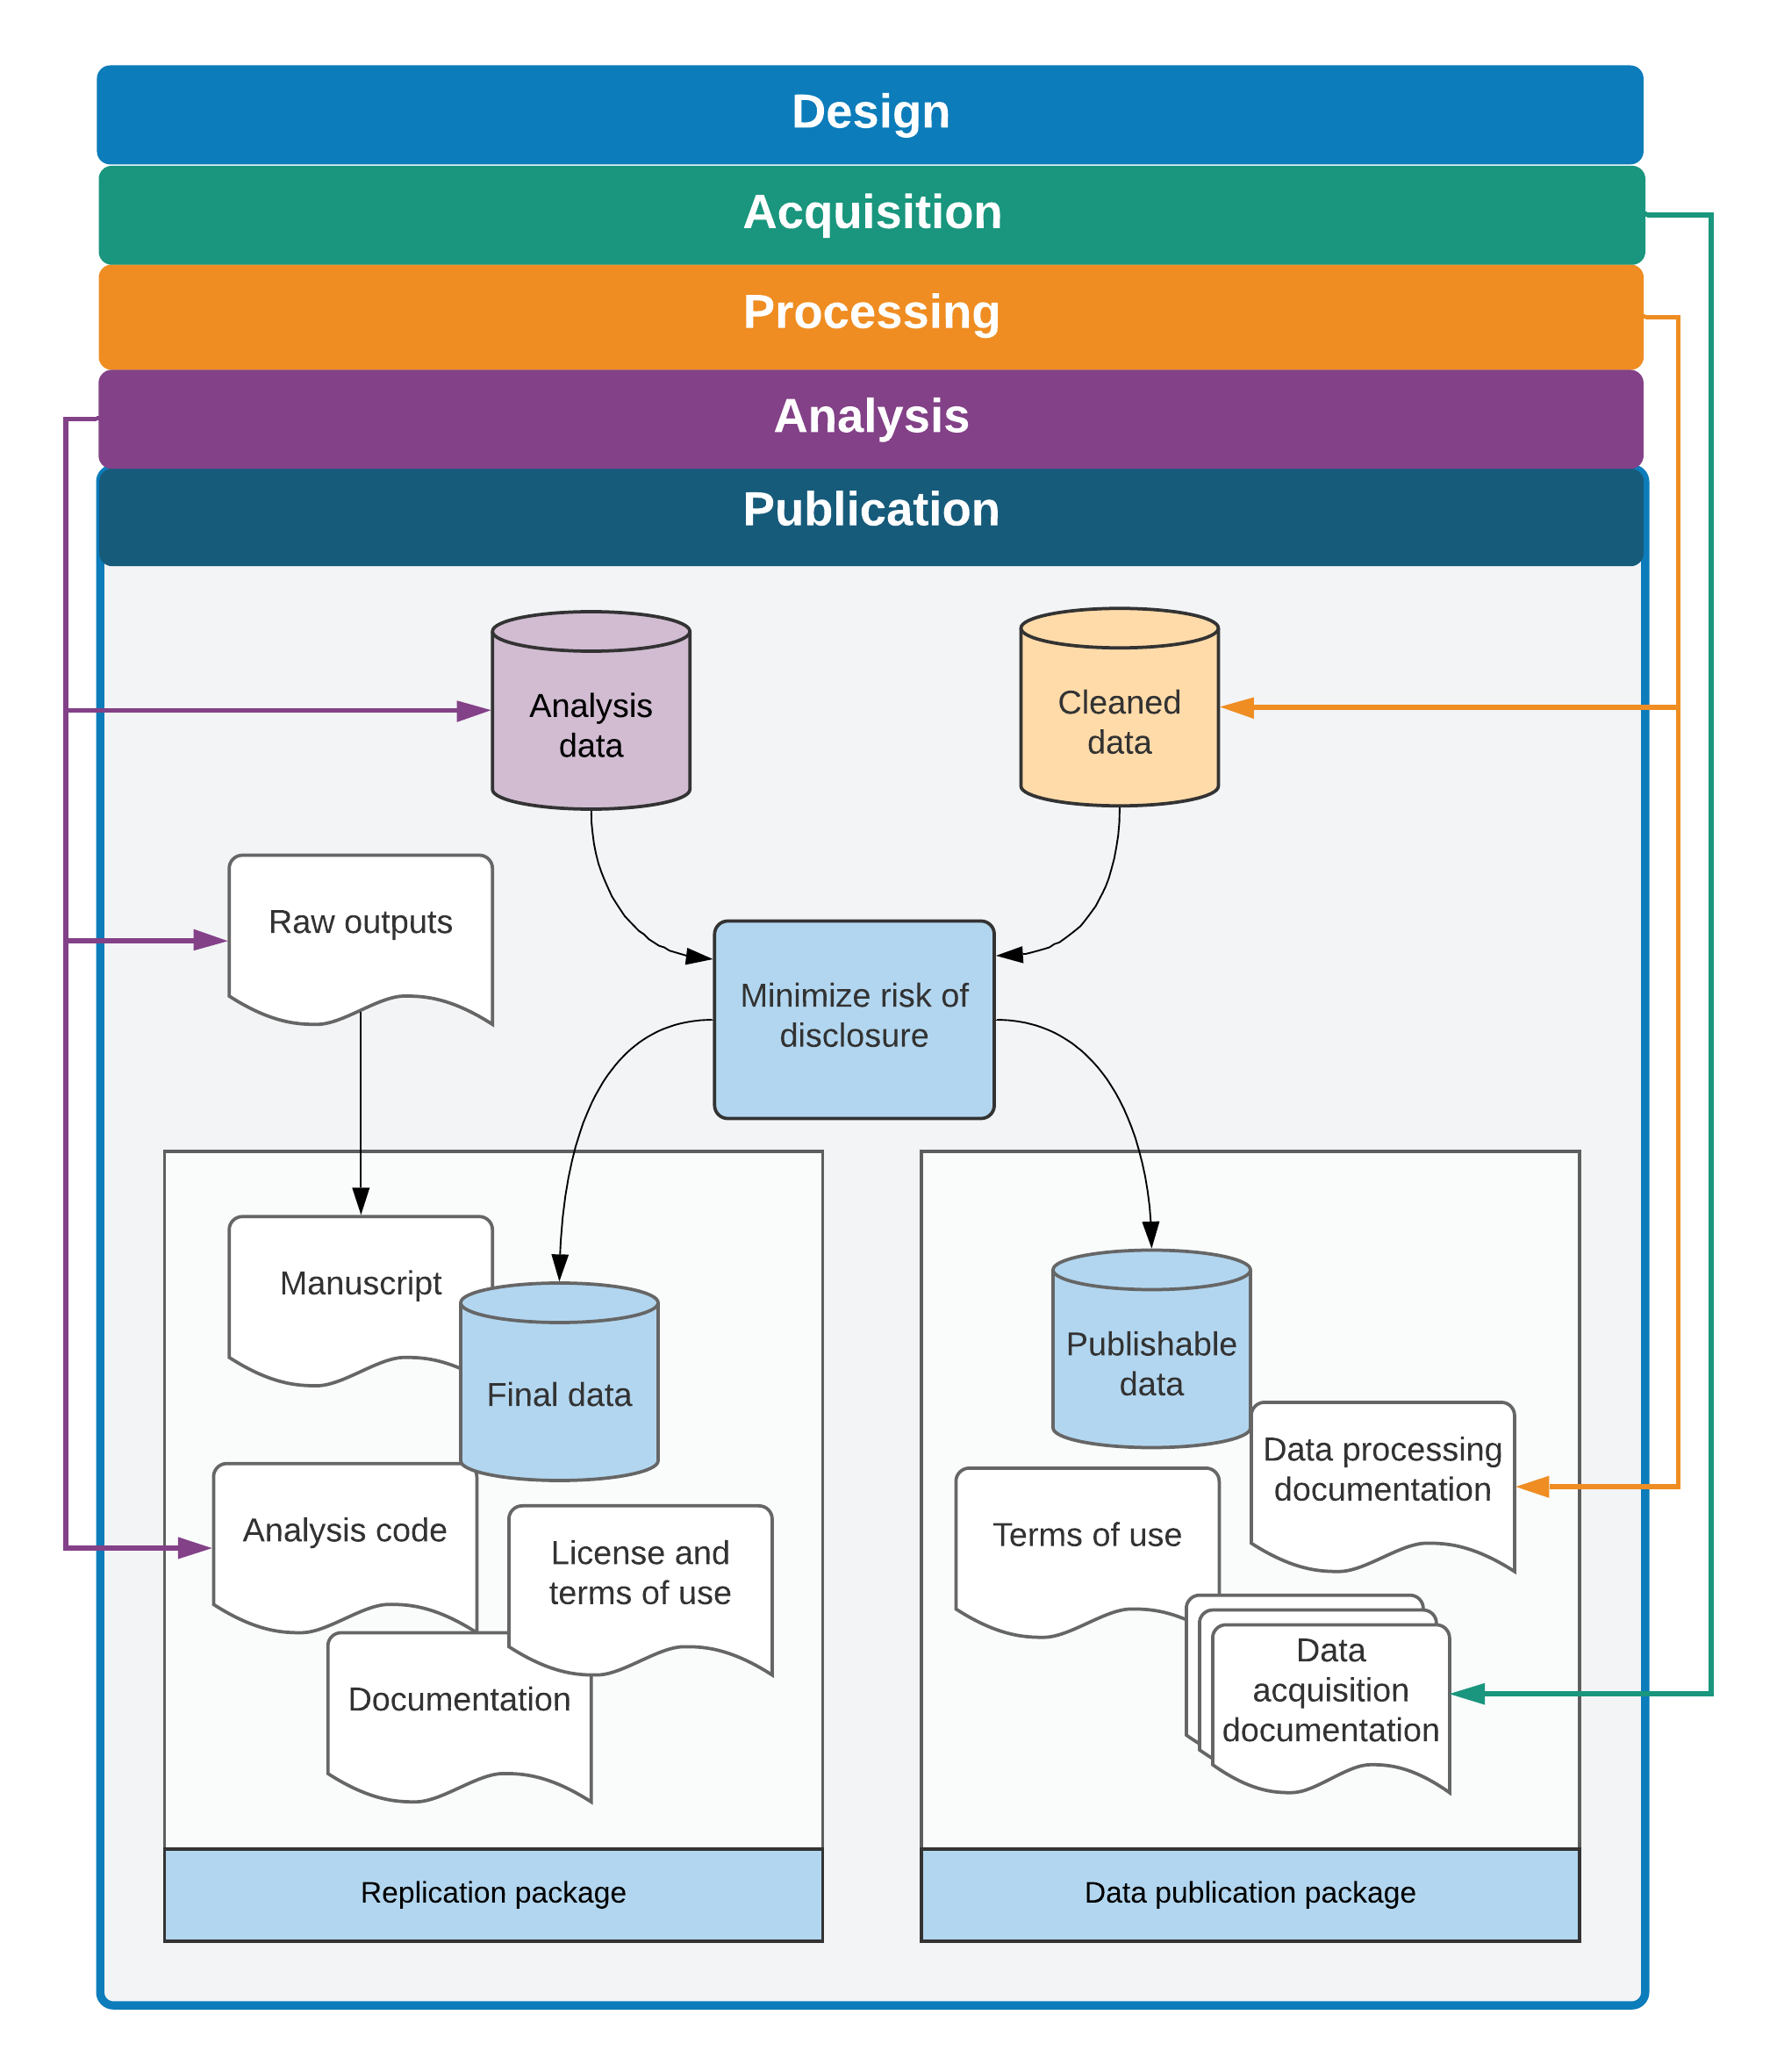 Design
Acquisition
Processing
Analysis
Publication
Analysis
data
Cleaned
data
Raw outputs
Minimize risk of
disclosure
Manuscript
Final data
Analysis code
License and
terms of use
Documentation
Replication package
Publishable
data
Data processing
documentation
Terms of use
Data
acquisition
documentation
Data publication package